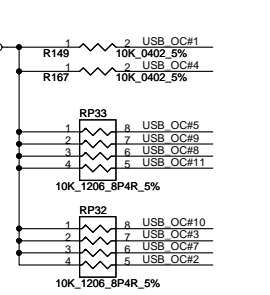 1 2 USB_OC#1
R149 10K_0402_5%
1 2 USB_OC#4
R167 10K_0402_5%
RP33
1 8 USB_OC#5
2 7 USB_OC#9
3 6 USB_OC#8
4 5 USB_OC#11
10K_1206_8P4R_5%
RP32
1 8 USB_OC#10
2 7 USB_OC#3
3 6 USB_OC#7
4 5 USB_OC#2
10K_1206_8P4R_5%